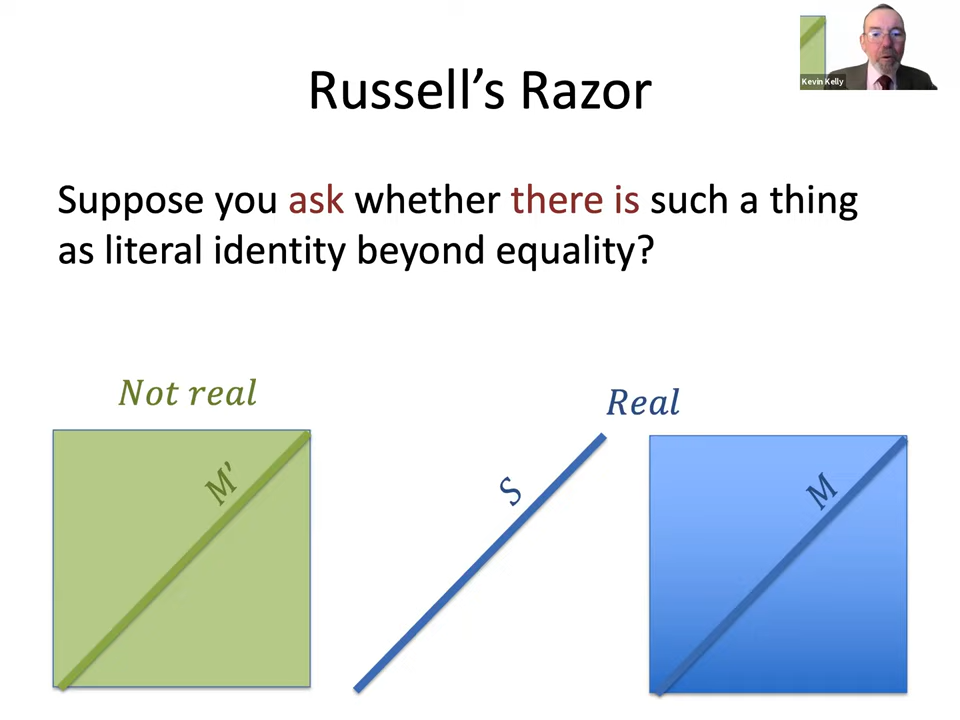 Kevin Kelly
Russell's Razor
Suppose you ask whether there is such a thing
as literal identity beyond equality?
Not real
Real
M′
S
M